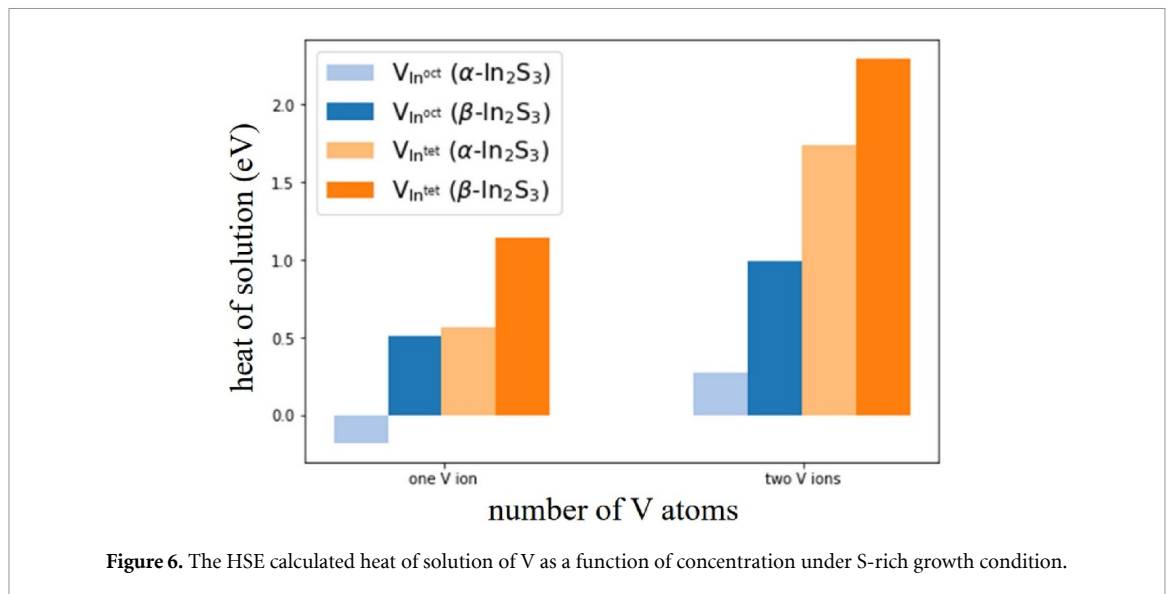 V_In^oct (α-In₂S₃)
V_In^oct (β-In₂S₃)
V_In^tet (α-In₂S₃)
V_In^tet (β-In₂S₃)
heat of solution (eV)
2.0
1.5
1.0
0.5
0.0
one V ion
two V ions
number of V atoms
Figure 6. The HSE calculated heat of solution of V as a function of concentration under S-rich growth condition.